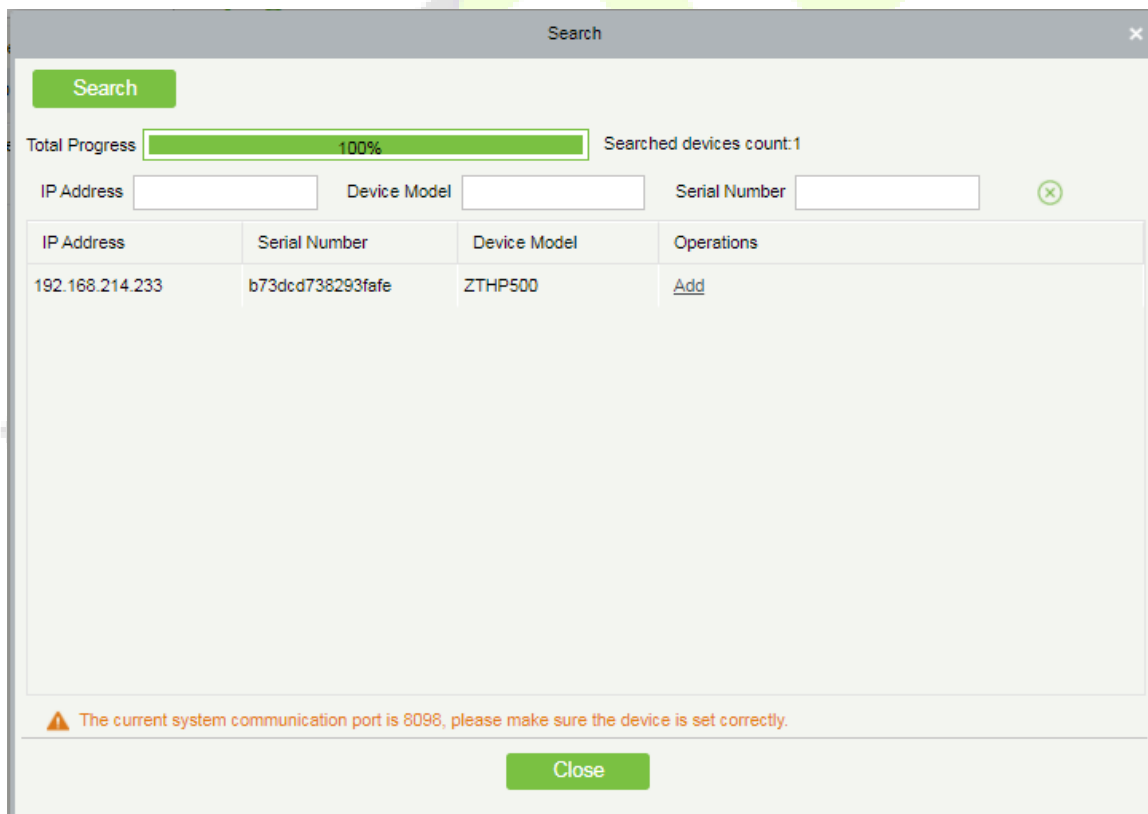 Search
Search
Total Progress 100% Searched devices count:1
IP Address Device Model Serial Number
IP Address Serial Number Device Model Operations
192.168.214.233 b73dcd738293fafe ZTHP500 Add
The current system communication port is 8098, please make sure the device is set correctly.
Close